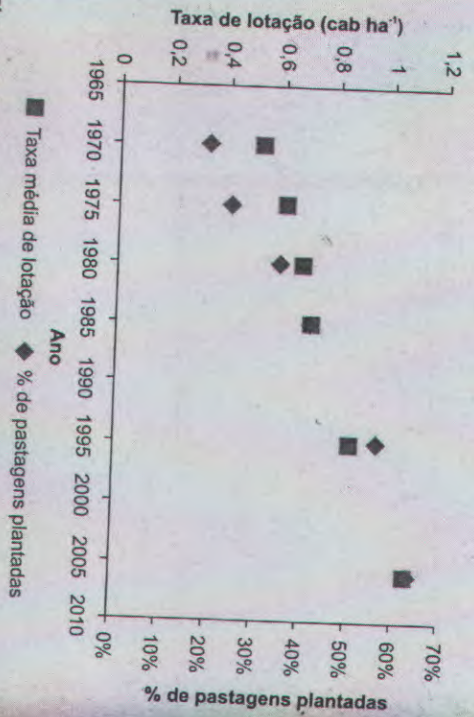 Taxa de lotação (cab ha⁻¹)
0 0,2 0,4 0,6 0,8 1 1,2
1965 1970 1975 1980 1985 1990 1995 2000 2005 2010
Ano
0% 10% 20% 30% 40% 50% 60% 70%
% de pastagens plantadas
Taxa média de lotação % de pastagens plantadas